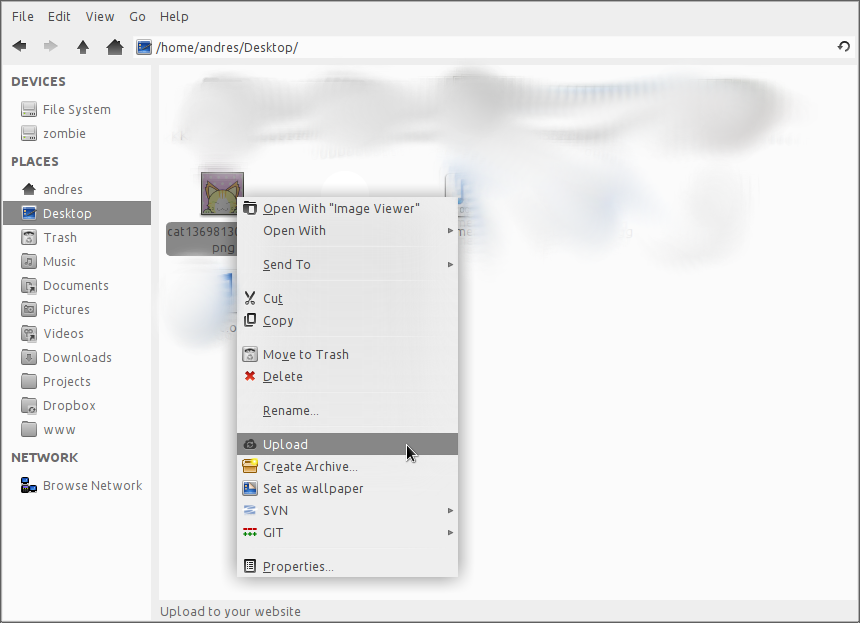 File Edit View Go Help
/home/andres/Desktop/
DEVICES
File System
zombie
PLACES
andres
Desktop
Trash
Music
Documents
Pictures
Videos
Downloads
Projects
Dropbox
www
NETWORK
Browse Network
cat1369813
png
Open With "Image Viewer"
Open With
Send To
Cut
Copy
Move to Trash
Delete
Rename...
Upload
Create Archive...
Set as wallpaper
SVN
GIT
Properties...
Upload to your website